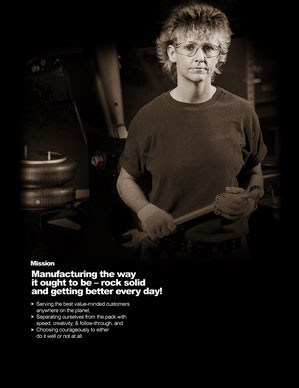 Mission
Manufacturing the way
it ought to be – rock solid
and getting better every day!
Serving the best value-minded customers
anywhere on the planet,
Separating ourselves from the pack with
speed, creativity, & follow-through, and
Choosing courageously to either
do it well or not at all.